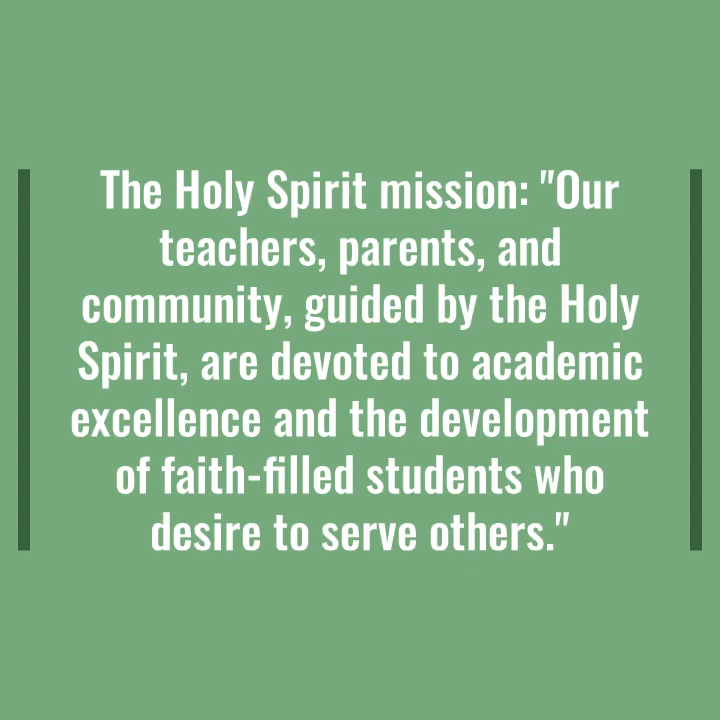 The Holy Spirit mission: "Our
teachers, parents, and
community, guided by the Holy
Spirit, are devoted to academic
excellence and the development
of faith-filled students who
desire to serve others."